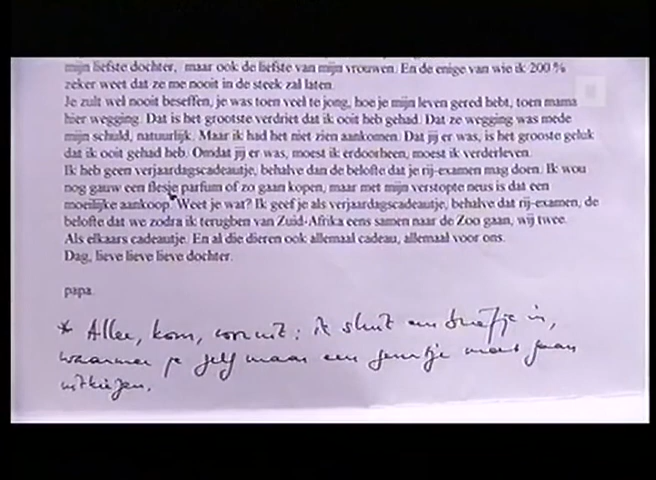 mijn liefste dochter, maar ook de liefste van mijn vrouwen. En de enige van wie ik 200 %
zeker weet dat ze me nooit in de steek zal laten.
Je zult wel nooit beseffen, je was toen veel te jong, hoe je mijn leven gered hebt, toen mama
hier wegging. Dat is het grootste verdriet dat ik ooit heb gehad. Dat ze wegging was mede
mijn schuld, natuurlijk. Maar ik had het niet zien aankomen. Dat jij er was, is het grooste geluk
dat ik ooit gehad heb. Omdat jij er was, moest ik erdoorheen, moest ik verderleven.
Ik heb geen verjaardagscadeautje, behalve dan de belofte dat je rij-examen mag doen. Ik wou
nog gauw een flesje parfum of zo gaan kopen, maar met mijn verstopte neus is dat een
moeilijke aankoop. Weet je wat? Ik geef je als verjaardagscadeautje, behalve dat rij-examen, de
belofte dat we zodra ik terugben van Zuid-Afrika eens samen naar de Zoo gaan, wij twee.
Als elkaars cadeautje. En al die dieren ook allemaal cadeau, allemaal voor ons.
Dag, lieve lieve lieve dochter.
papa.
* Allee, kom, vooruit: ik sluit een briefje in,
waarmee je zelf maar een geurtje moet gaan
uitkiezen.